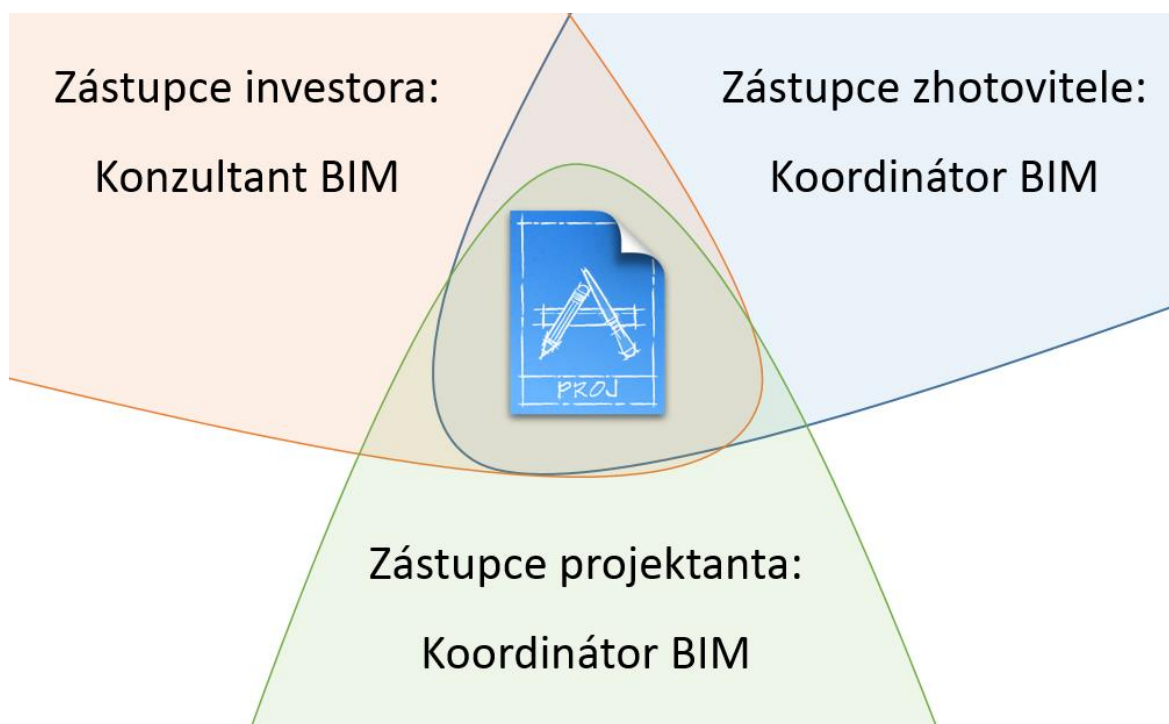 Zástupce investora:
Konzultant BIM
Zástupce zhotovitele:
Koordinátor BIM
PROJ
Zástupce projektanta:
Koordinátor BIM